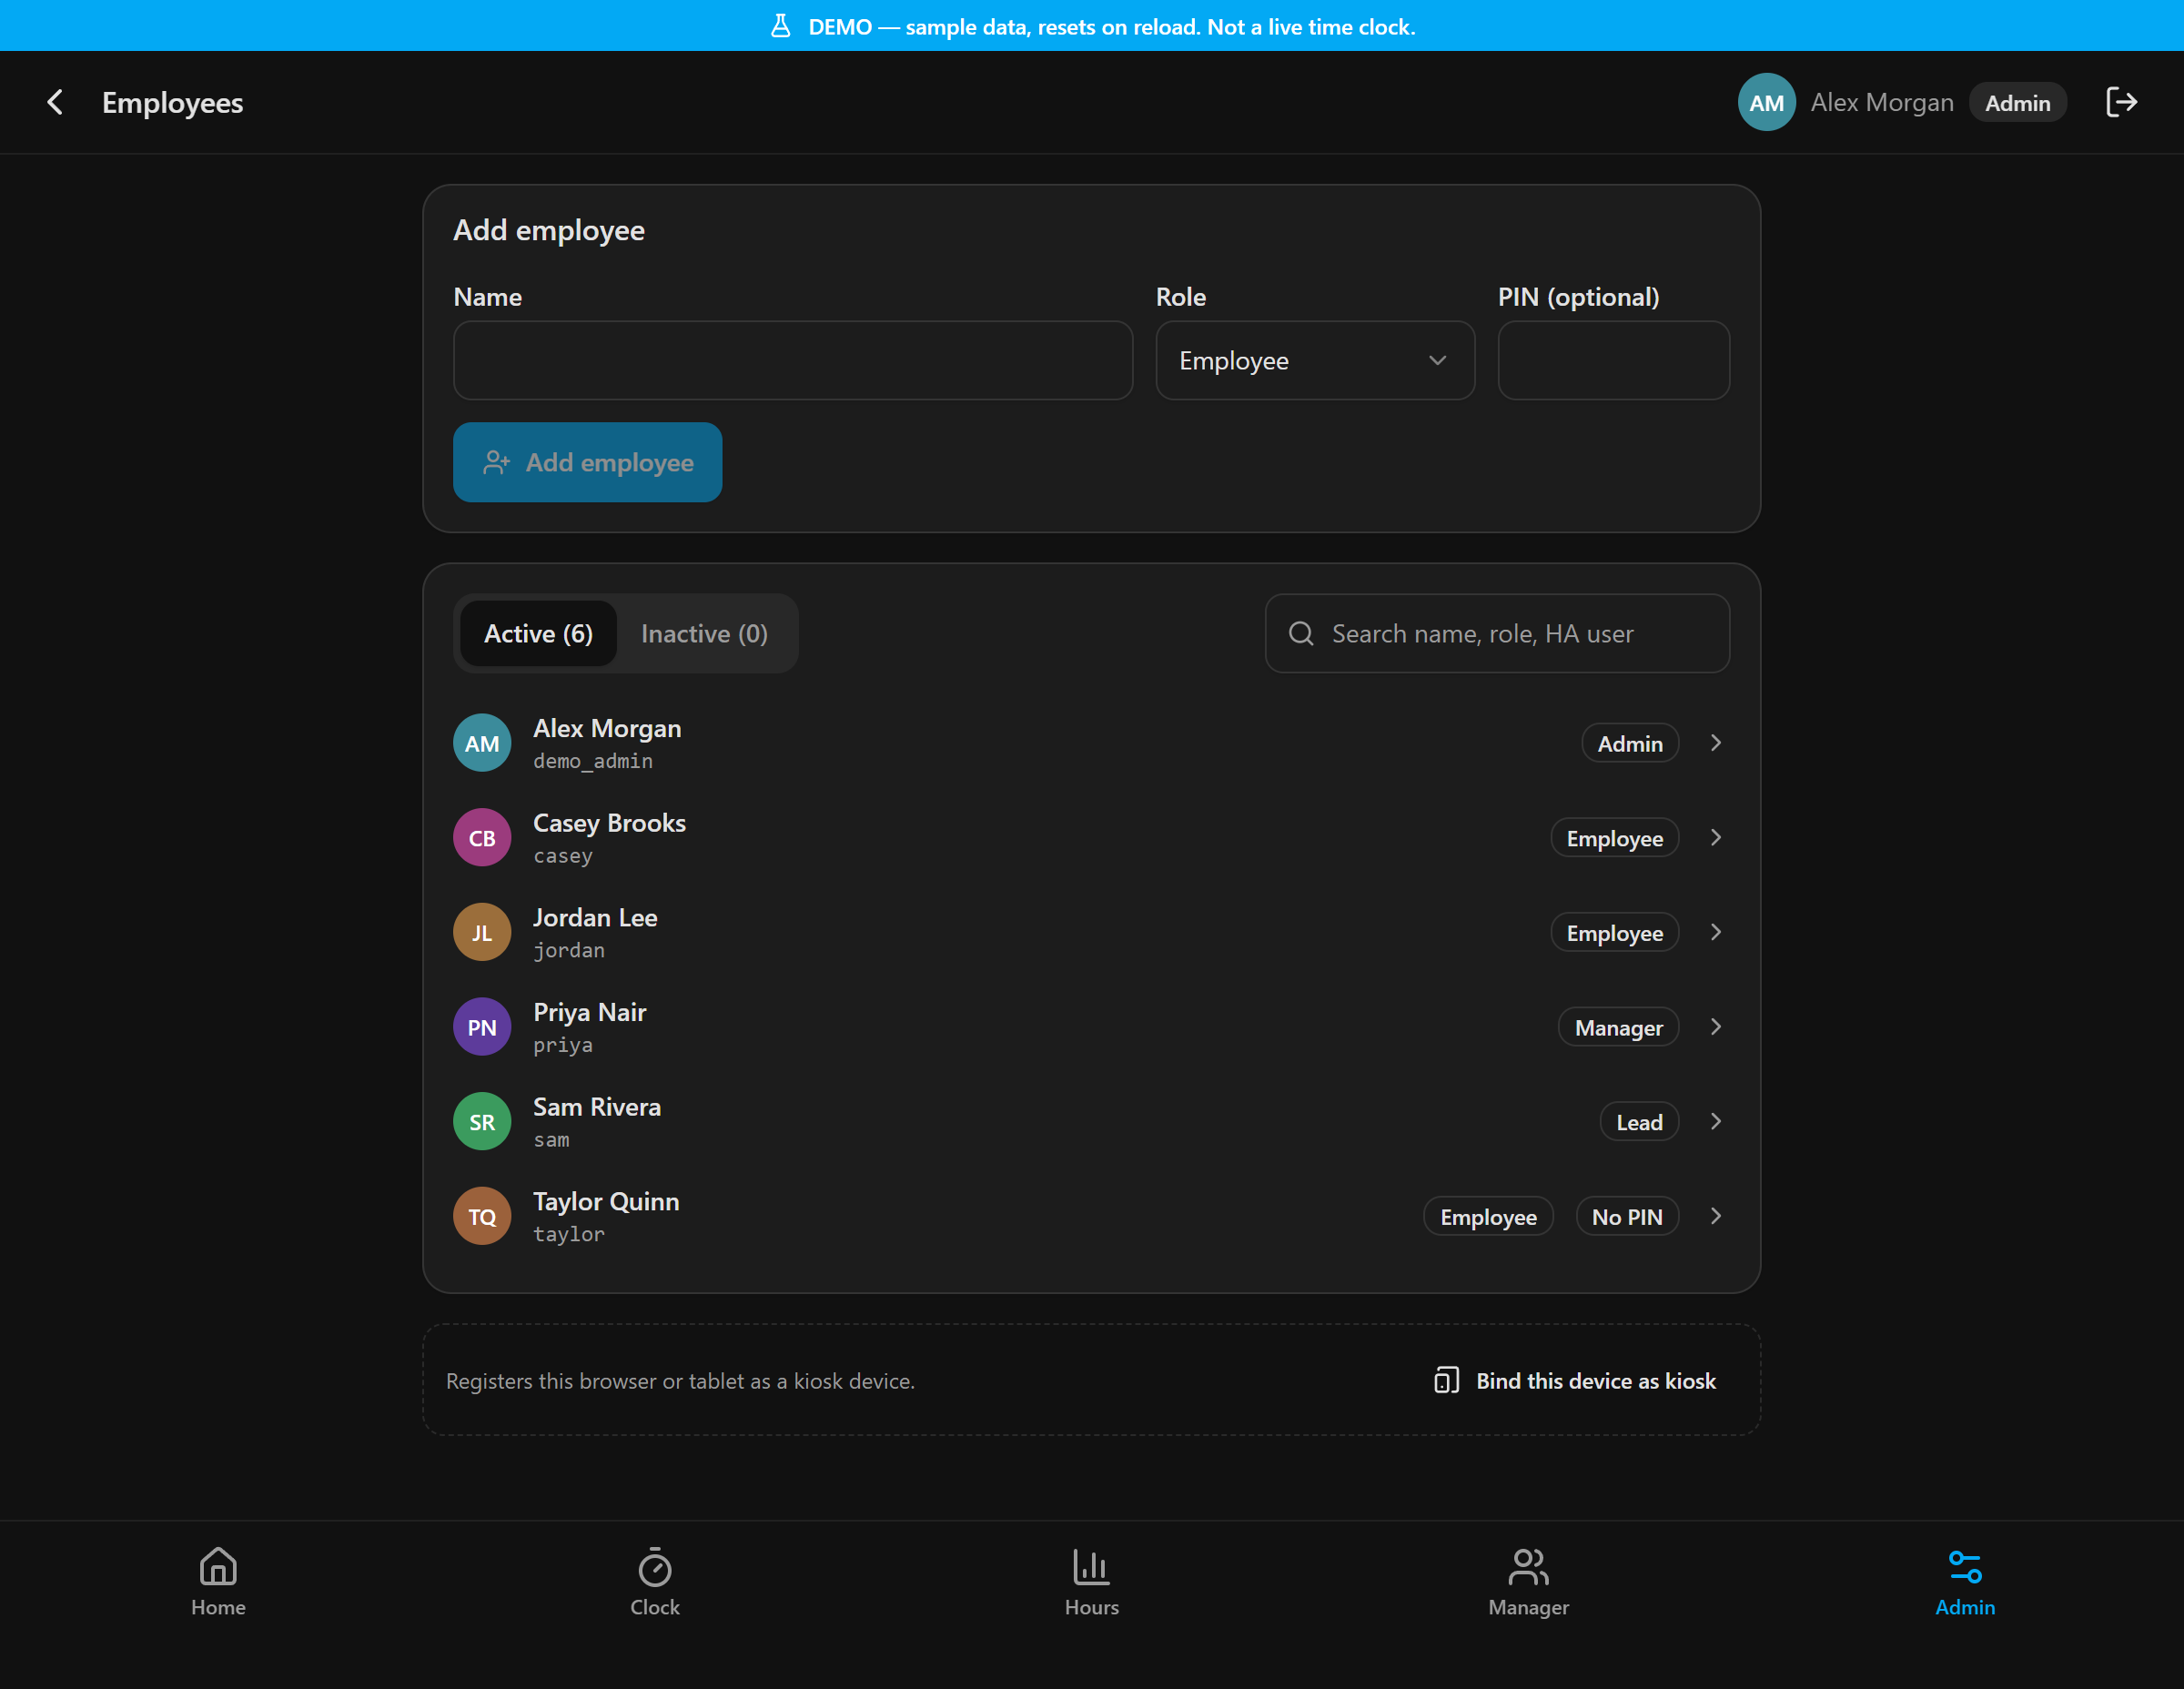 DEMO — sample data, resets on reload. Not a live time clock.
Employees
AM Alex Morgan Admin
Add employee
Name Role PIN (optional)
Employee
Add employee
Active (6) Inactive (0) Search name, role, HA user
AM Alex Morgan Admin
demo_admin
CB Casey Brooks Employee
casey
JL Jordan Lee Employee
jordan
PN Priya Nair Manager
priya
SR Sam Rivera Lead
sam
TQ Taylor Quinn Employee No PIN
taylor
Registers this browser or tablet as a kiosk device. Bind this device as kiosk
Home Clock Hours Manager Admin